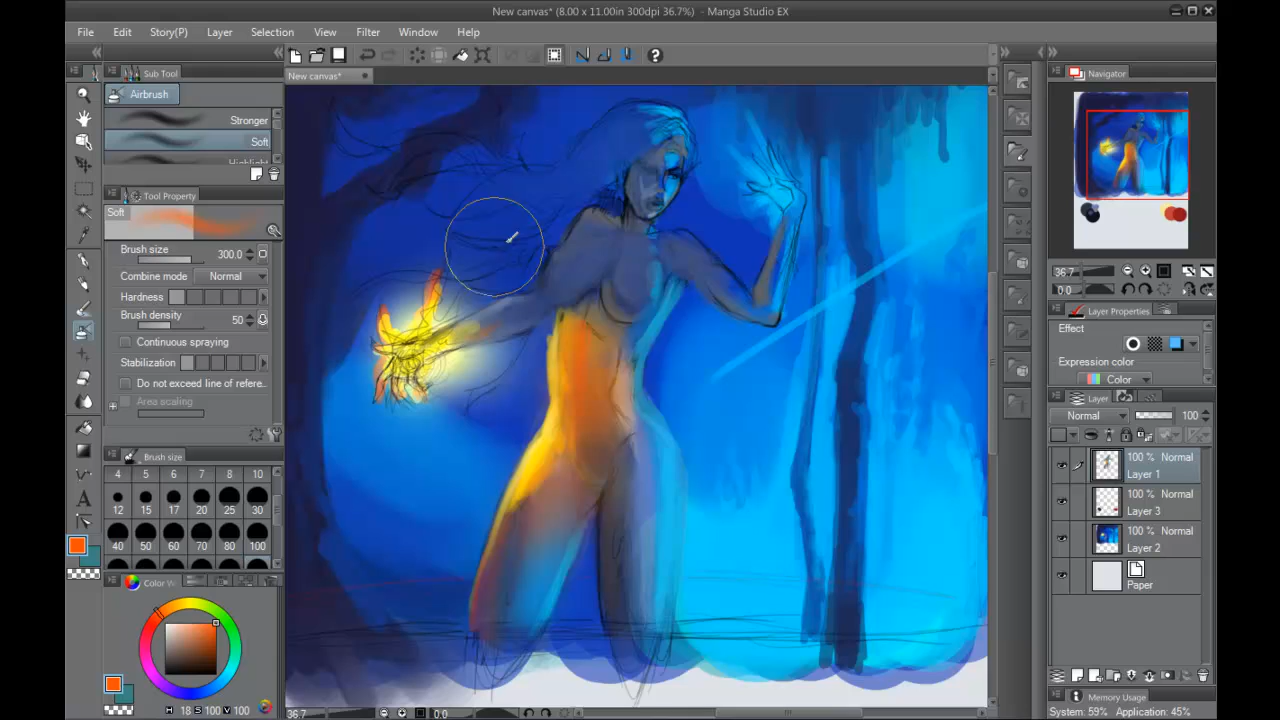 New canvas* (8.00 x 11.00in 300dpi 36.7%) - Manga Studio EX
File Edit Story(P) Layer Selection View Filter Window Help
Sub Tool
New canvas*
Navigator
Airbrush
Stronger
Soft
Tool Property
Soft
Brush size 300.0
Combine mode Normal
Hardness
Brush density 50
Continuous spraying
Stabilization
Do not exceed line of refere..
Area scaling
Brush size
4 5 6 7 8 10
12 15 17 20 25 30
40 50 60 70 80 100
Color W
H 18 S 100 V 100
36.7 0.0
36.7
0.0
Layer Properties
Effect
Expression color
Color
Layer
Normal 100
100 % Normal
Layer 1
100 % Normal
Layer 3
100 % Normal
Layer 2
Paper
Memory Usage
System: 59% Application: 45%